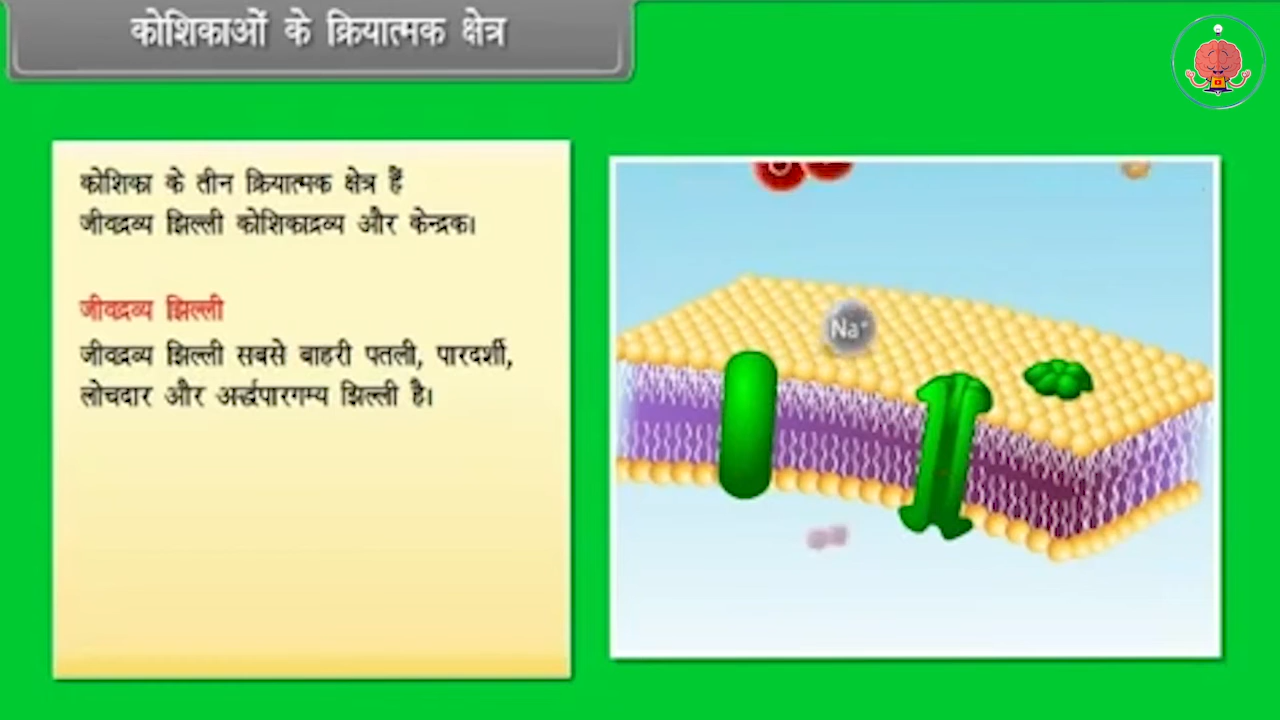 कोशिकाओं के क्रियात्मक क्षेत्र
कोशिका के तीन क्रियात्मक क्षेत्र हैं
जीवद्रव्य झिल्ली कोशिकाद्रव्य और केन्द्रक।
जीवद्रव्य झिल्ली
जीवद्रव्य झिल्ली सबसे बाहरी पतली, पारदर्शी,
लोचदार और अर्द्धपारगम्य झिल्ली है।
Na⁺